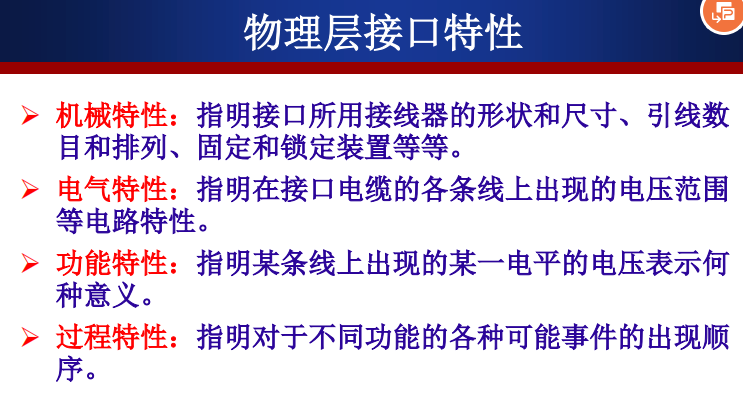 物理层接口特性
机械特性：指明接口所用接线器的形状和尺寸、引线数
目和排列、固定和锁定装置等等。
电气特性：指明在接口电缆的各条线上出现的电压范围
等电路特性。
功能特性：指明某条线上出现的某一电平的电压表示何
种意义。
过程特性：指明对于不同功能的各种可能事件的出现顺
序。